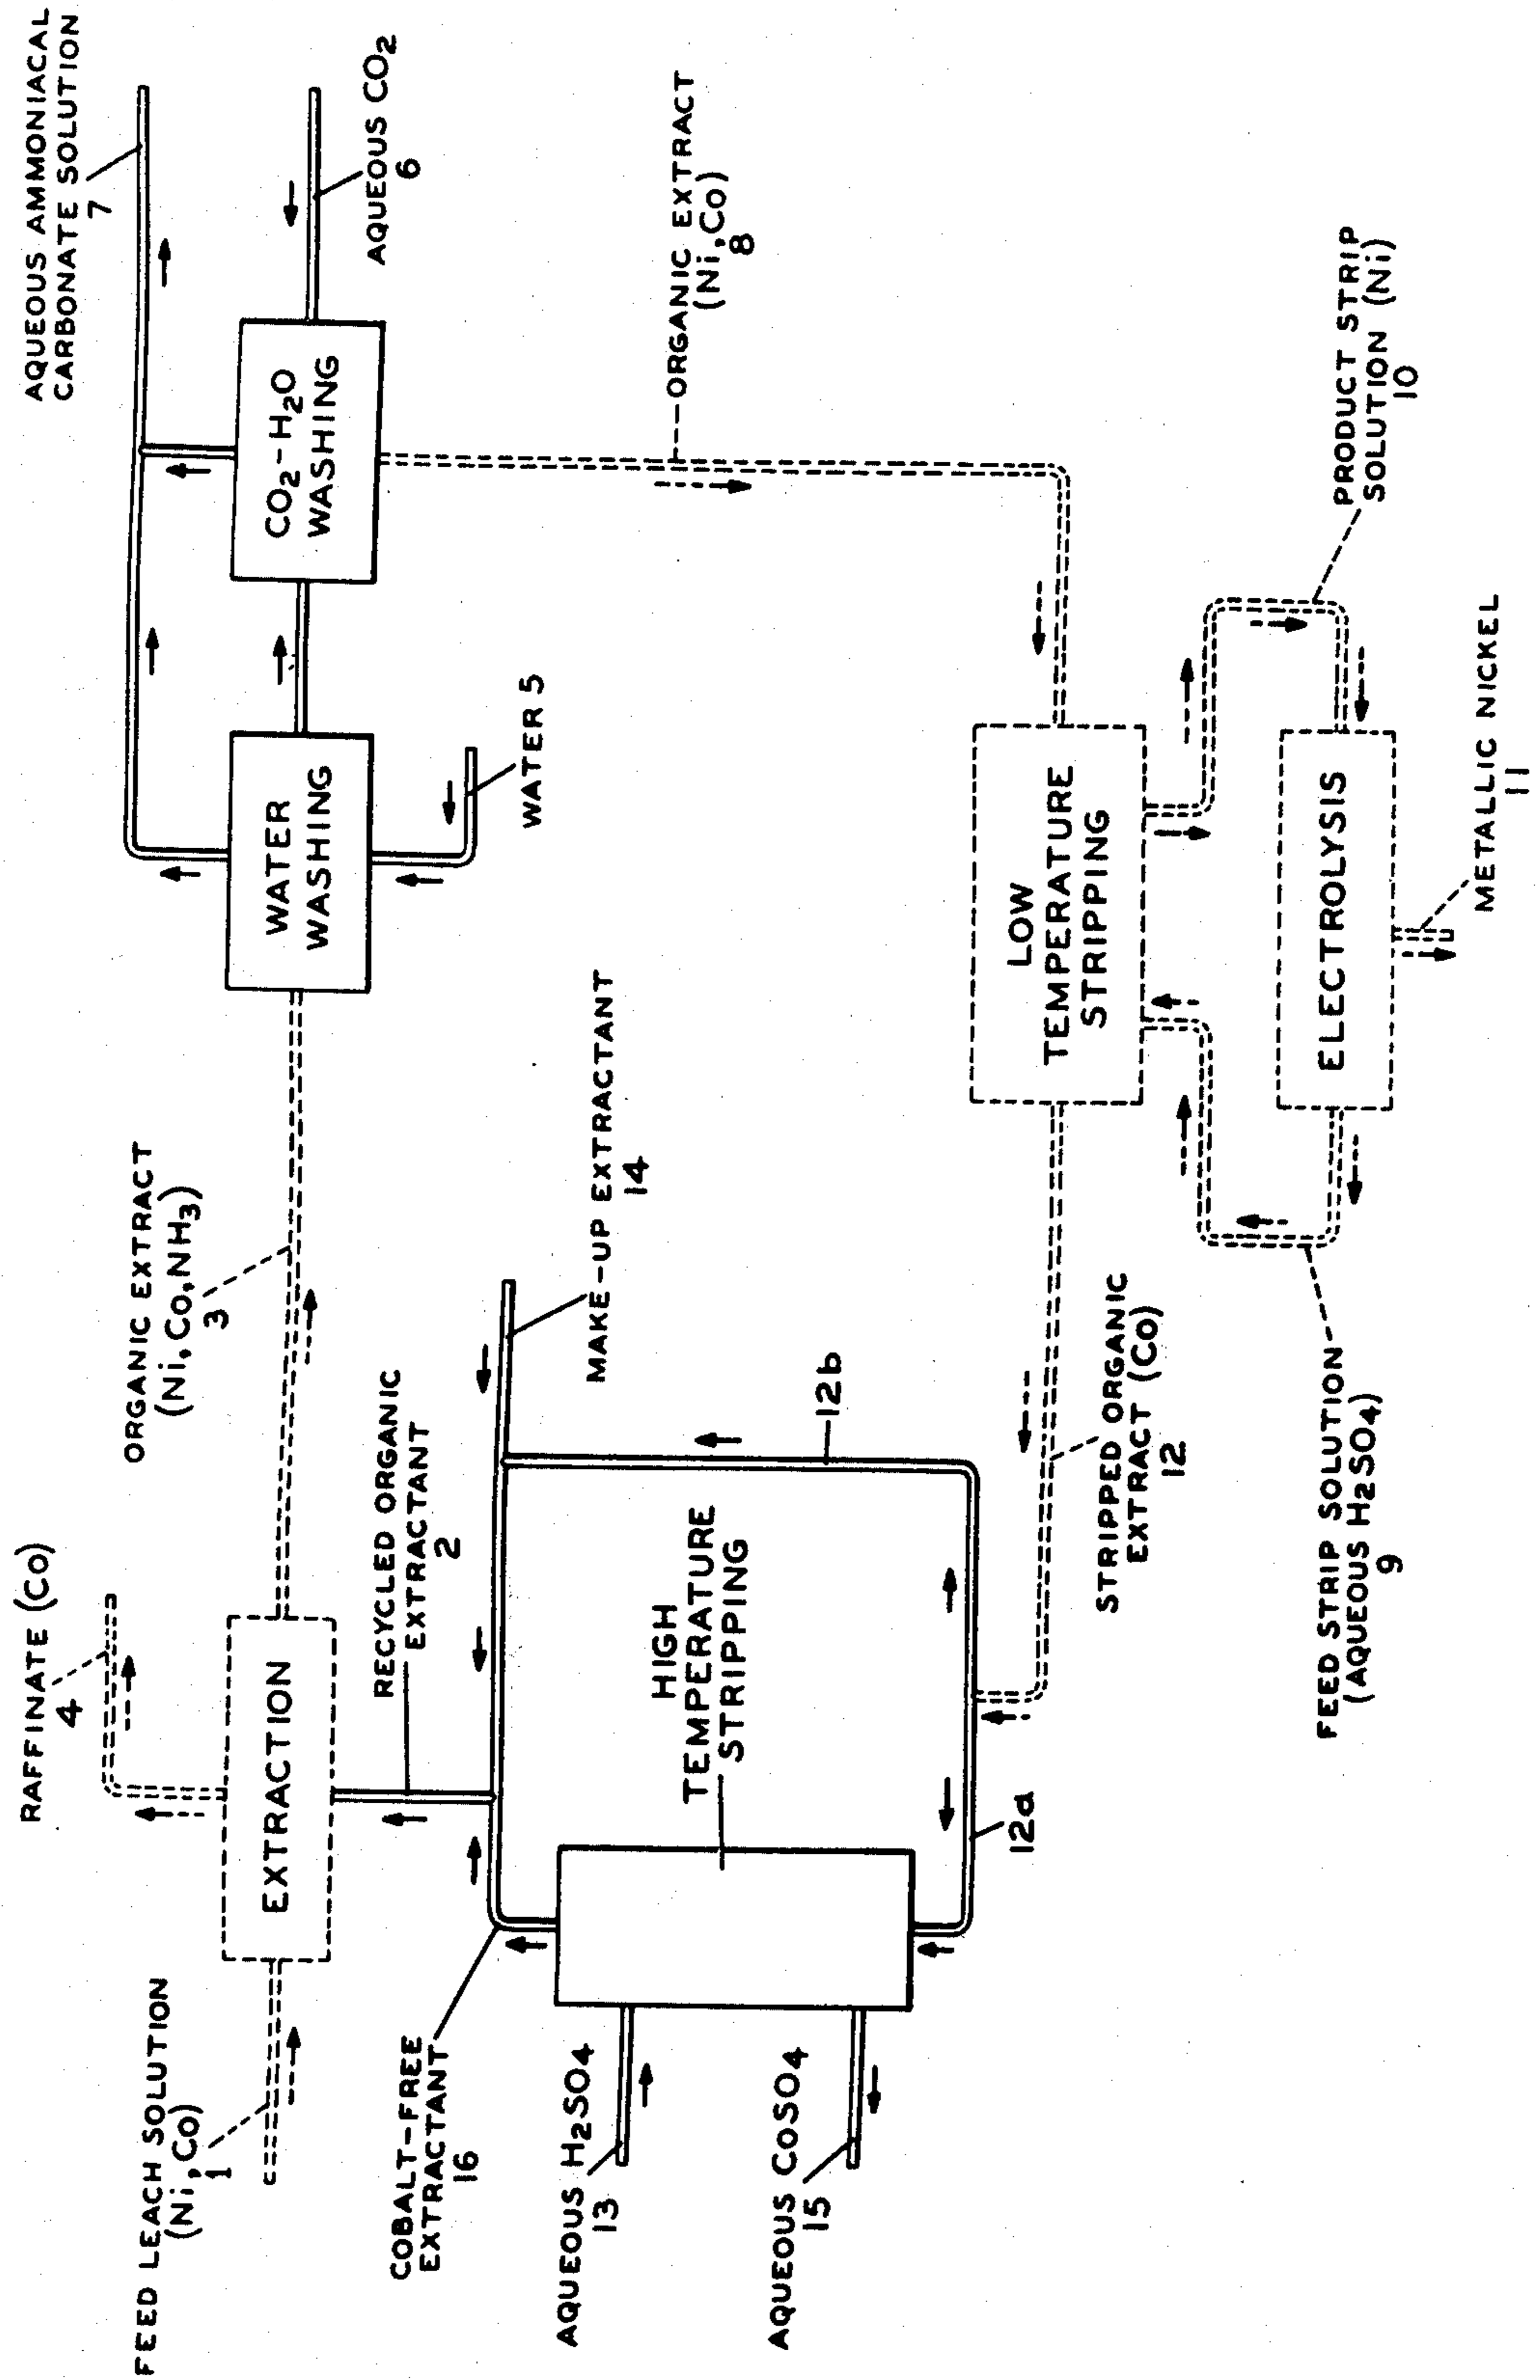 FEED LEACH SOLUTION
(Ni,Co)
1
EXTRACTION
RAFFINATE (Co)
4
RECYCLED ORGANIC
EXTRACTANT
2
ORGANIC EXTRACT
(Ni,Co,NH3)
3
WATER
WASHING
WATER 5
CO2-H2O
WASHING
AQUEOUS AMMONIACAL
CARBONATE SOLUTION
7
AQUEOUS CO2
6
ORGANIC EXTRACT
(Ni,Co)
8
COBALT-FREE
EXTRACTANT
16
AQUEOUS H2SO4
13
AQUEOUS CoSO4
15
HIGH
TEMPERATURE
STRIPPING
MAKE-UP EXTRACTANT
14
12b
12a
STRIPPED ORGANIC
EXTRACT (Co)
12
LOW
TEMPERATURE
STRIPPING
FEED STRIP SOLUTION
(AQUEOUS H2SO4)
9
ELECTROLYSIS
PRODUCT STRIP
SOLUTION (Ni)
10
METALLIC NICKEL
11